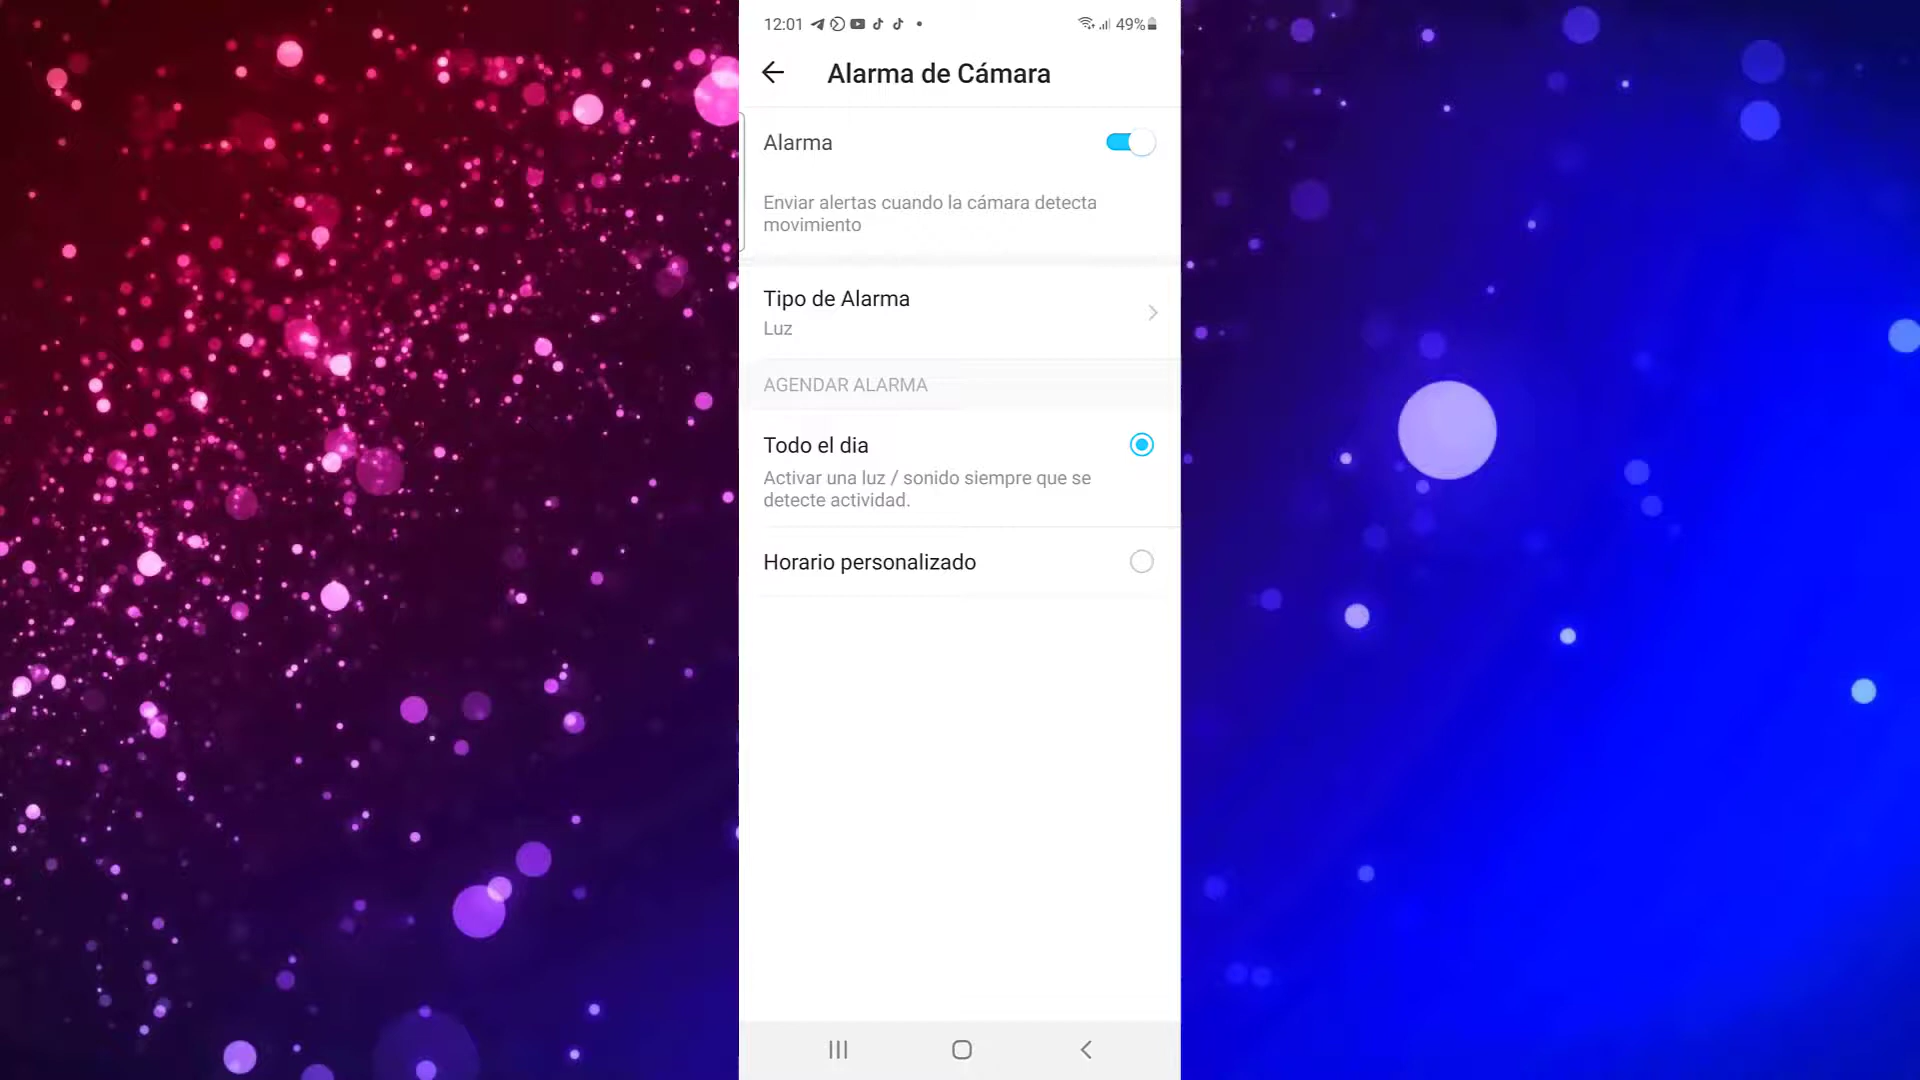 12:01
49%
Alarma de Cámara
Alarma
Enviar alertas cuando la cámara detecta
movimiento
Tipo de Alarma
Luz
AGENDAR ALARMA
Todo el dia
Activar una luz / sonido siempre que se
detecte actividad.
Horario personalizado